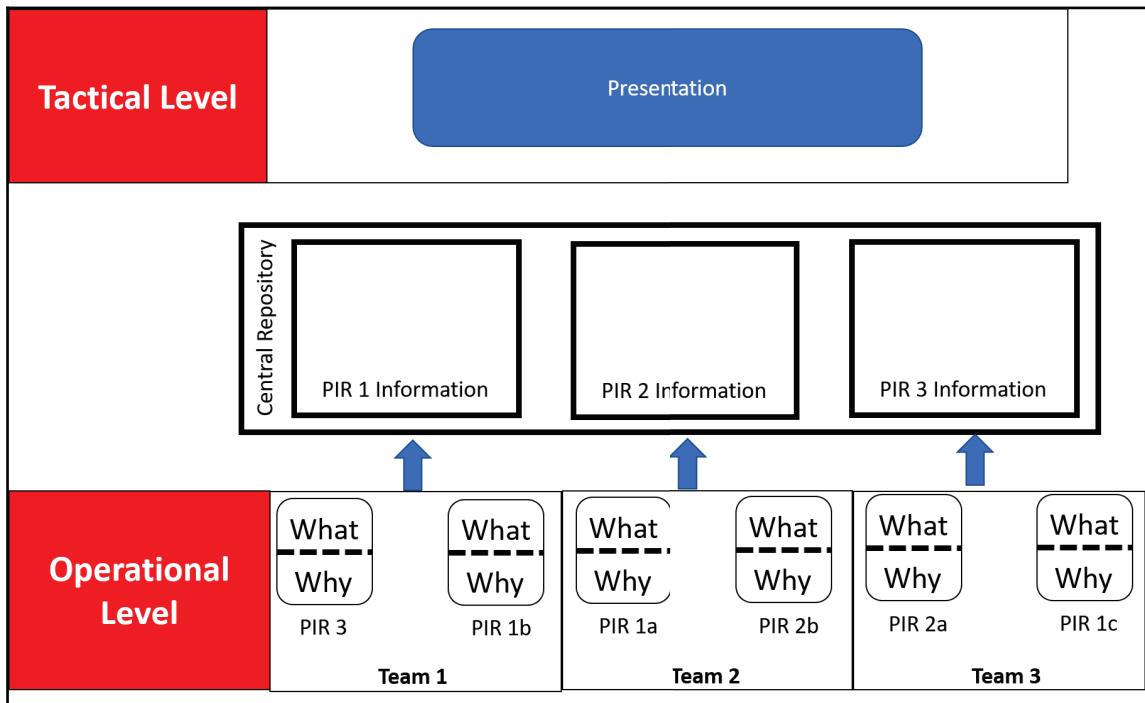 Tactical Level
Presentation
Central Repository
PIR 1 Information
PIR 2 Information
PIR 3 Information
Operational
Level
What
Why
PIR 3
What
Why
PIR 1b
Team 1
What
Why
PIR 1a
What
Why
PIR 2b
Team 2
What
Why
PIR 2a
What
Why
PIR 1c
Team 3